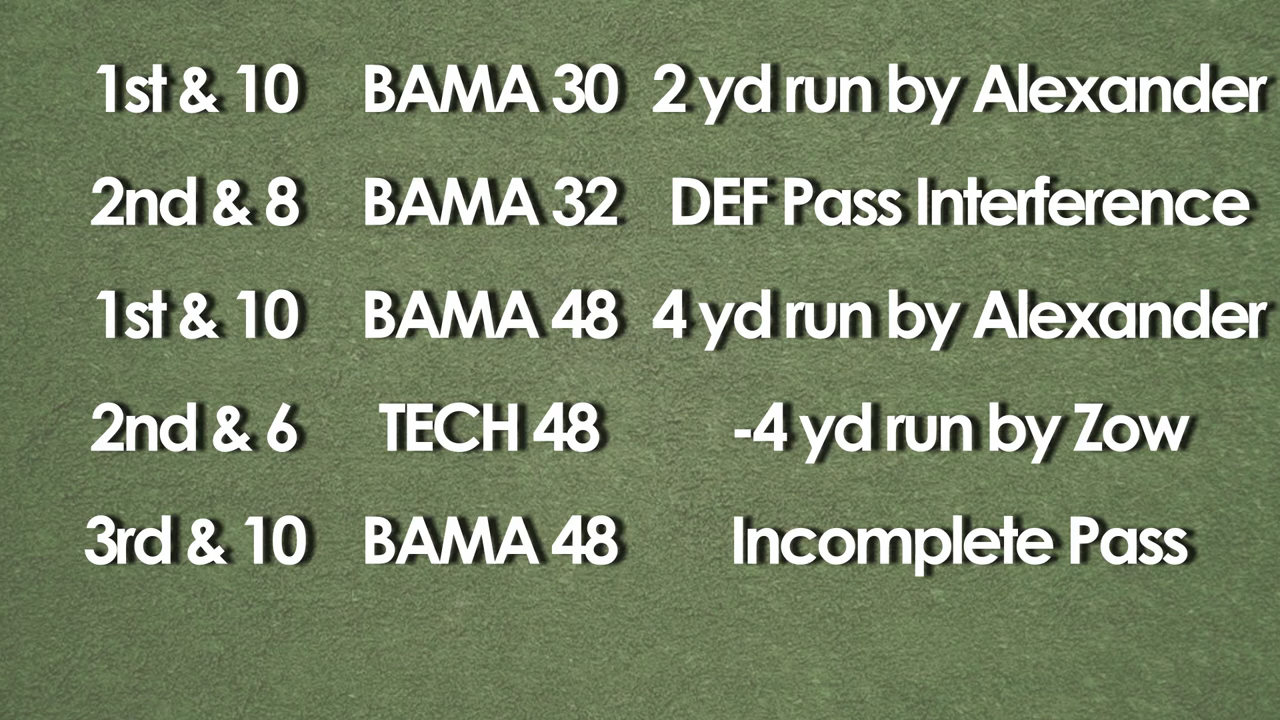 1st & 10 BAMA 30 2 yd run by Alexander
2nd & 8 BAMA 32 DEF Pass Interference
1st & 10 BAMA 48 4 yd run by Alexander
2nd & 6 TECH 48 -4 yd run by Zow
3rd & 10 BAMA 48 Incomplete Pass